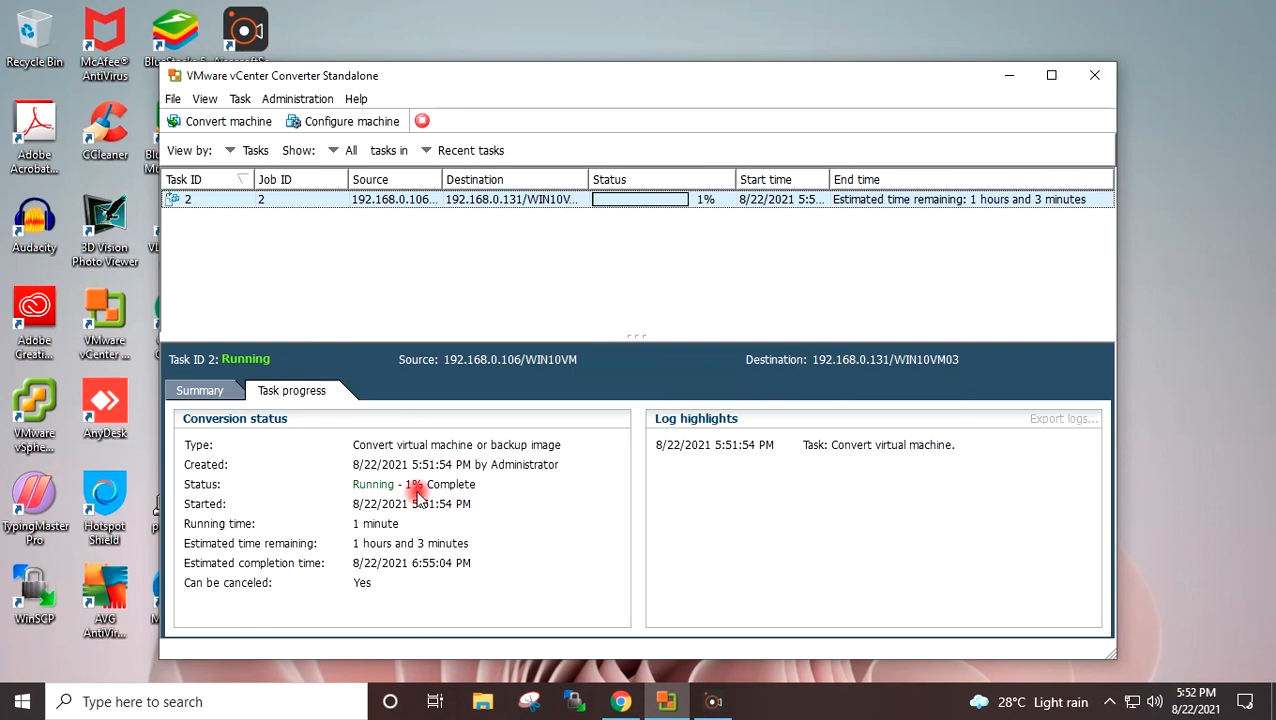 Recycle Bin
McAfee®
AntiVirus
VMware vCenter Converter Standalone
File View Task Administration Help
Convert machine Configure machine
View by: Tasks Show: All tasks in Recent tasks
Task ID Job ID Source Destination Status Start time End time
2 2 192.168.0.106... 192.168.0.131/WIN10V... 1% 8/22/2021 5:5... Estimated time remaining: 1 hours and 3 minutes
Adobe
Acrobat...
CCleaner
Audacity
3D Vision
Photo Viewer
Adobe
Creati...
VMware
vCenter ...
Task ID 2: Running Source: 192.168.0.106/WIN10VM Destination: 192.168.0.131/WIN10VM03
Summary Task progress
Conversion status
Type: Convert virtual machine or backup image
Created: 8/22/2021 5:51:54 PM by Administrator
Status: Running - 1% Complete
Started: 8/22/2021 5:51:54 PM
Running time: 1 minute
Estimated time remaining: 1 hours and 3 minutes
Estimated completion time: 8/22/2021 6:55:04 PM
Can be canceled: Yes
Log highlights Export logs...
8/22/2021 5:51:54 PM Task: Convert virtual machine.
VMware
vSphe...
AnyDesk
TypingMaster
Pro
Hotspot
Shield
WinSCP
AVG
AntiVir...
Type here to search
28°C Light rain
5:52 PM
8/22/2021